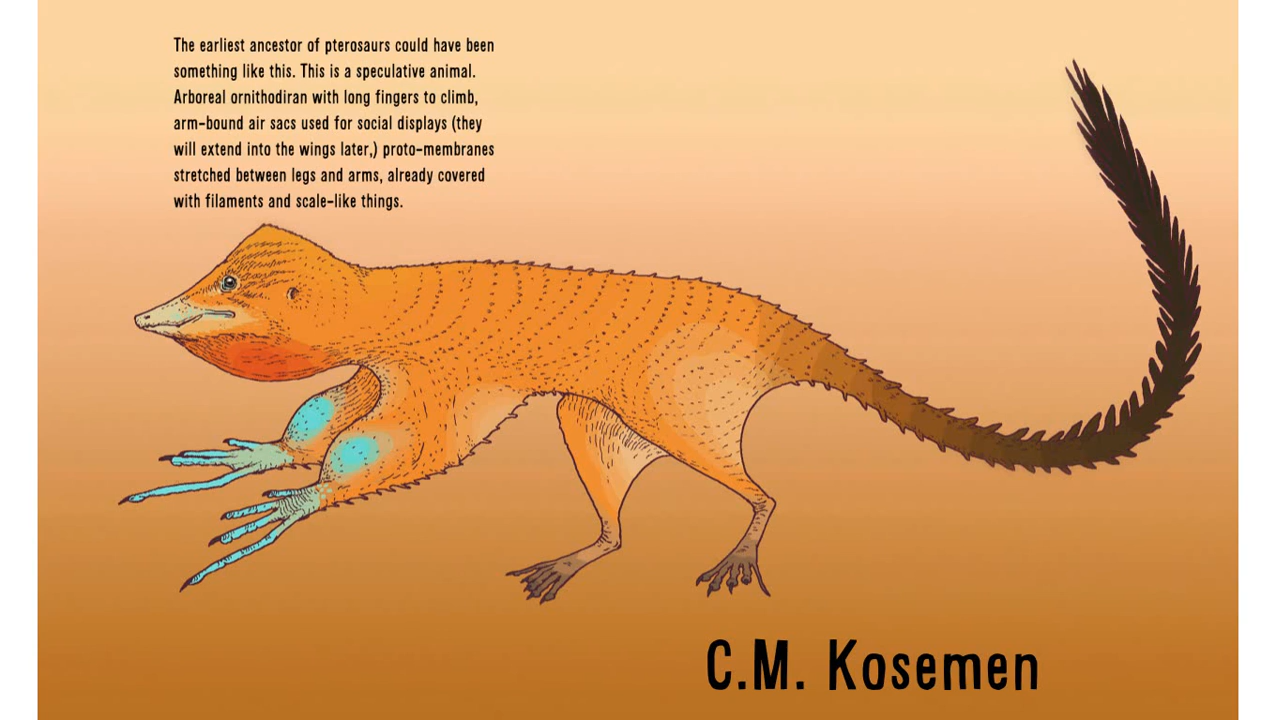 The earliest ancestor of pterosaurs could have been
something like this. This is a speculative animal.
Arboreal ornithodiran with long fingers to climb,
arm-bound air sacs used for social displays (they
will extend into the wings later,) proto-membranes
stretched between legs and arms, already covered
with filaments and scale-like things.
C.M. Kosemen